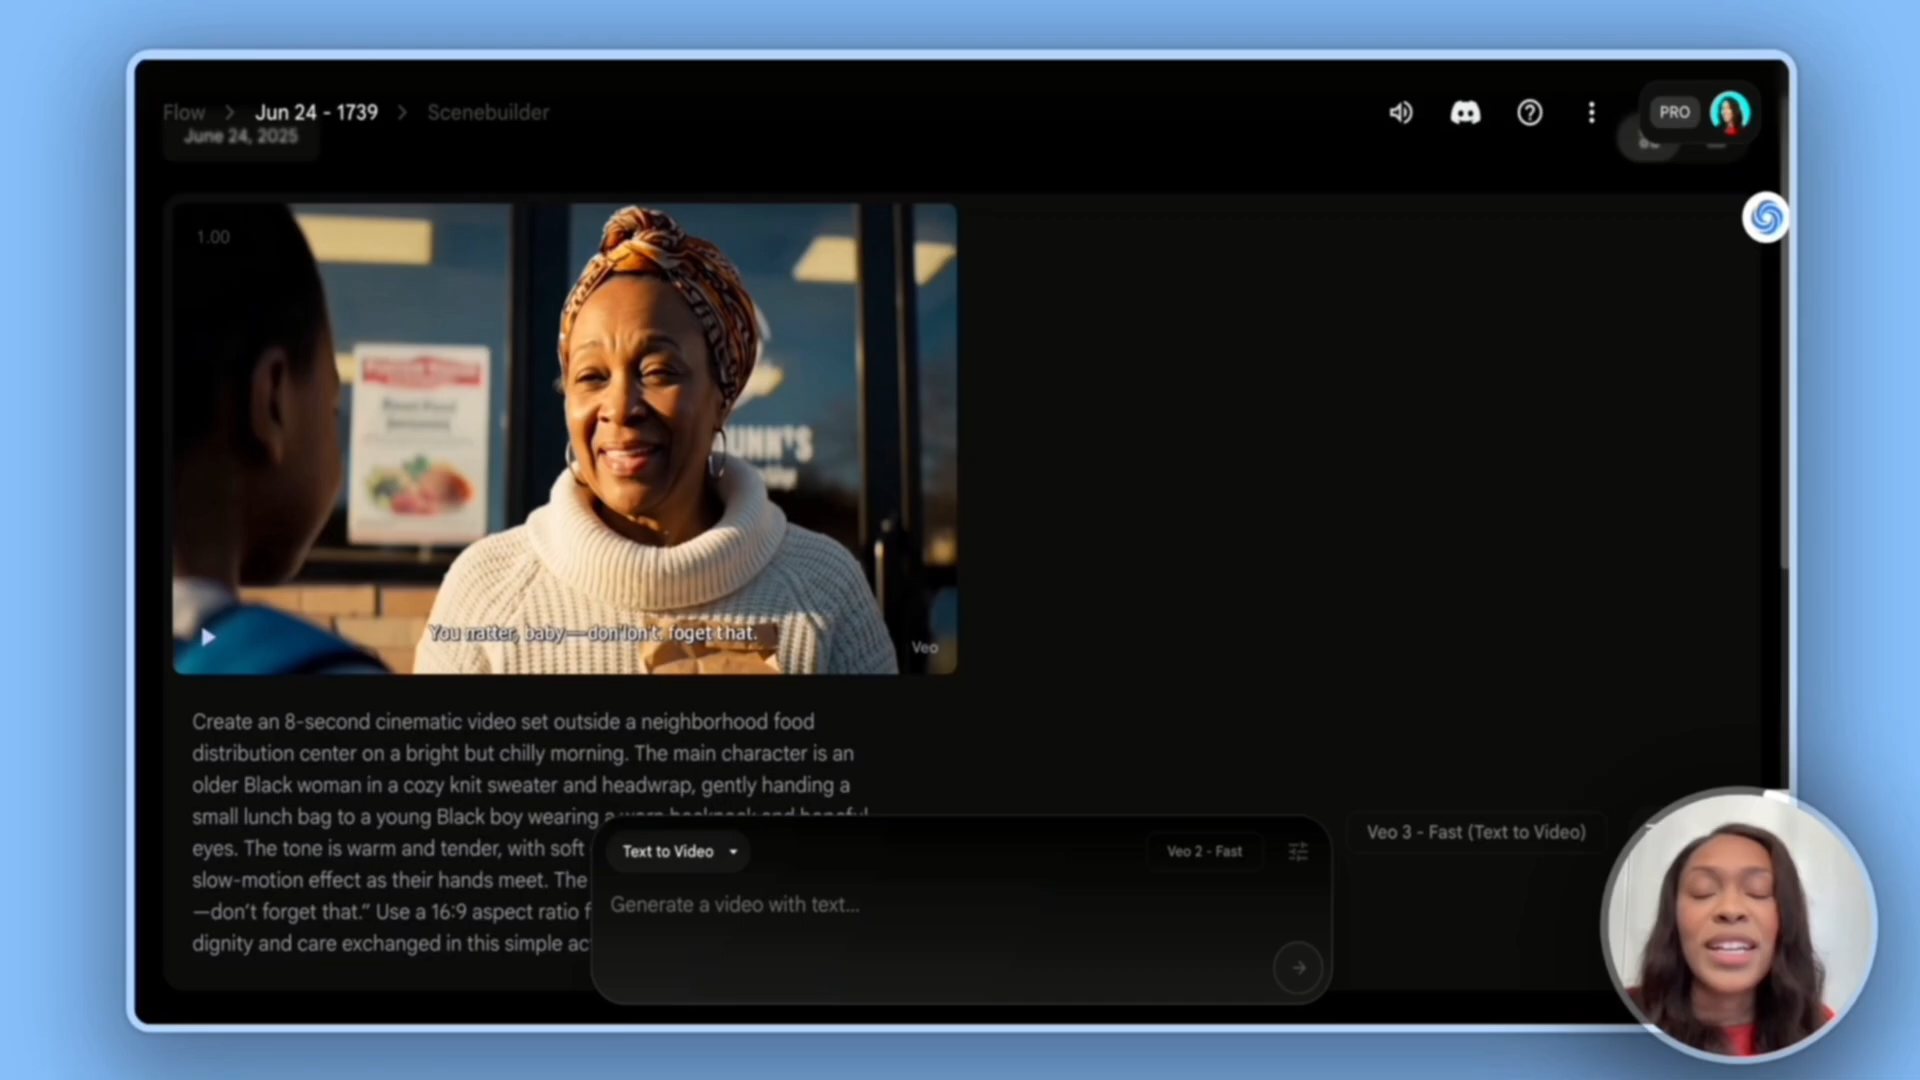 Flow > Jun 24 - 1739 > Scenebuilder
PRO
June 24, 2025
1.00
UNN'S
You natter, baby—don'lon't. foget that.
Veo
Create an 8-second cinematic video set outside a neighborhood food
distribution center on a bright but chilly morning. The main character is an
older Black woman in a cozy knit sweater and headwrap, gently handing a
small lunch bag to a young Black boy wearing a
eyes. The tone is warm and tender, with soft
slow-motion effect as their hands meet. The
—don't forget that." Use a 16:9 aspect ratio f
dignity and care exchanged in this simple ac
Text to Video
Veo 2 - Fast
Generate a video with text...
Veo 3 - Fast (Text to Video)